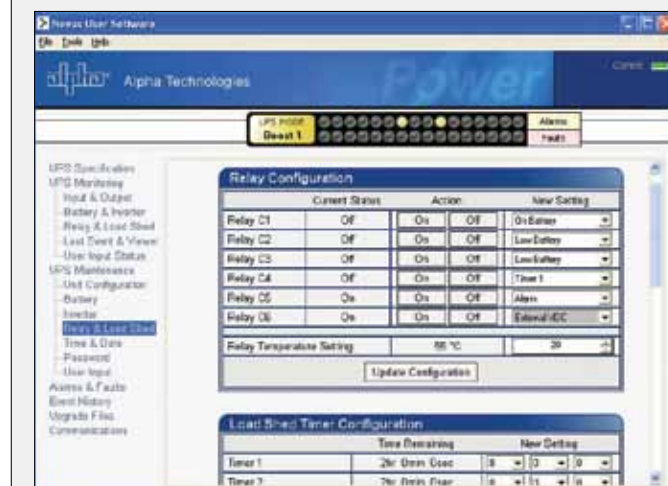 Novus User Software
File Tools Help
alpha Alpha Technologies
Power
UPS MODE
Boost 1
Alarms
Faults
UPS Specification
UPS Monitoring
Input & Output
Battery & Inverter
Relay & Load Shed
Last Event & Viewer
User Input Status
UPS Maintenance
Unit Configuration
Battery
Inverter
Relay & Load Shed
Time & Date
Password
User Input
Alarms & Faults
Event History
Upgrade Files
Communications
Relay Configuration
Current Status Action New Setting
Relay C1 Off On Off On Battery
Relay C2 Off On Off Low Battery
Relay C3 Off On Off Low Battery
Relay C4 Off On Off Timer 1
Relay C5 On On Off Alarm
Relay C6 On On Off External VDC
Relay Temperature Setting °C 20
Update Configuration
Load Shed Timer Configuration
Time Remaining New Setting
Timer 1 2hr 0min 0sec
Timer 2 2hr 0min 0sec